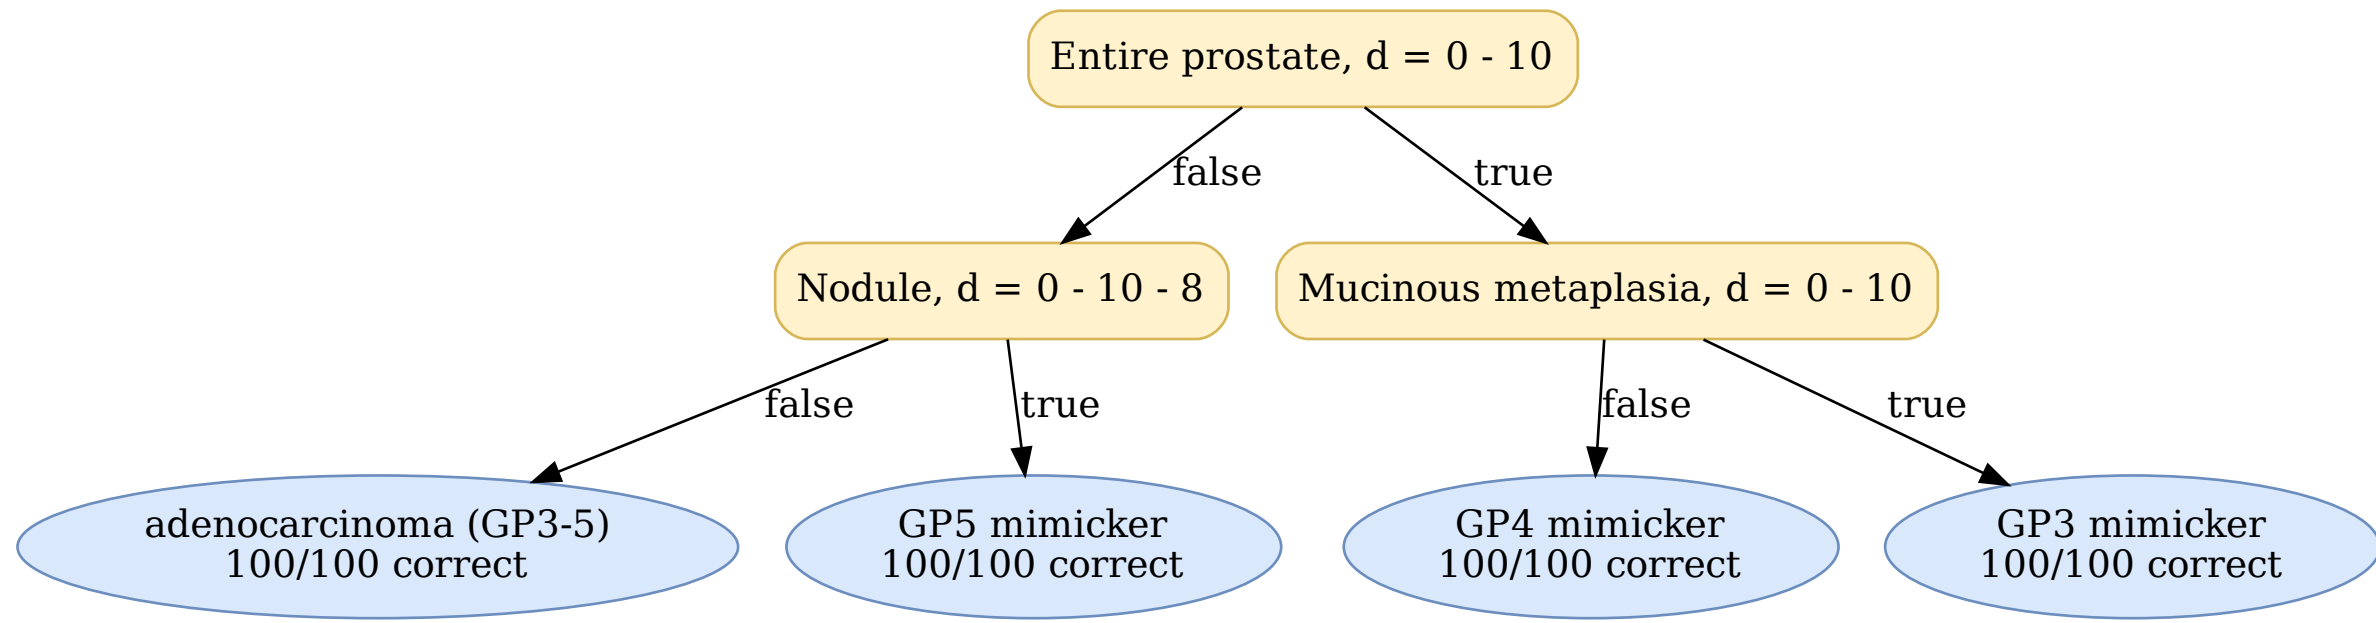 Entire prostate, d = 0 - 10
false
true
Nodule, d = 0 - 10 - 8
Mucinous metaplasia, d = 0 - 10
false
true
false
true
adenocarcinoma (GP3-5)
100/100 correct
GP5 mimicker
100/100 correct
GP4 mimicker
100/100 correct
GP3 mimicker
100/100 correct